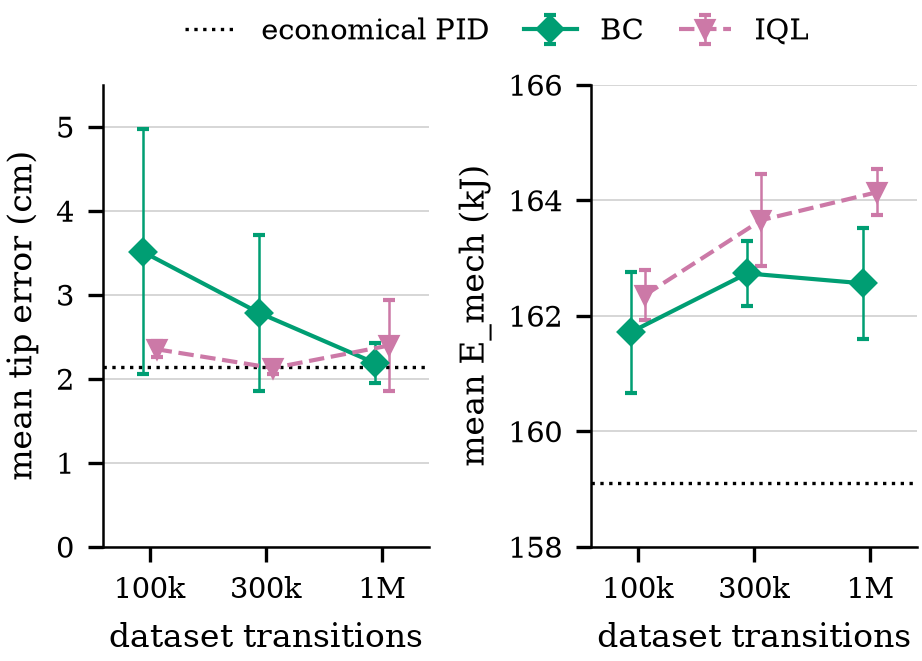 economical PID BC IQL
mean tip error (cm)
5
4
3
2
1
0
100k 300k 1M
dataset transitions
mean E_mech (kJ)
166
164
162
160
158
100k 300k 1M
dataset transitions